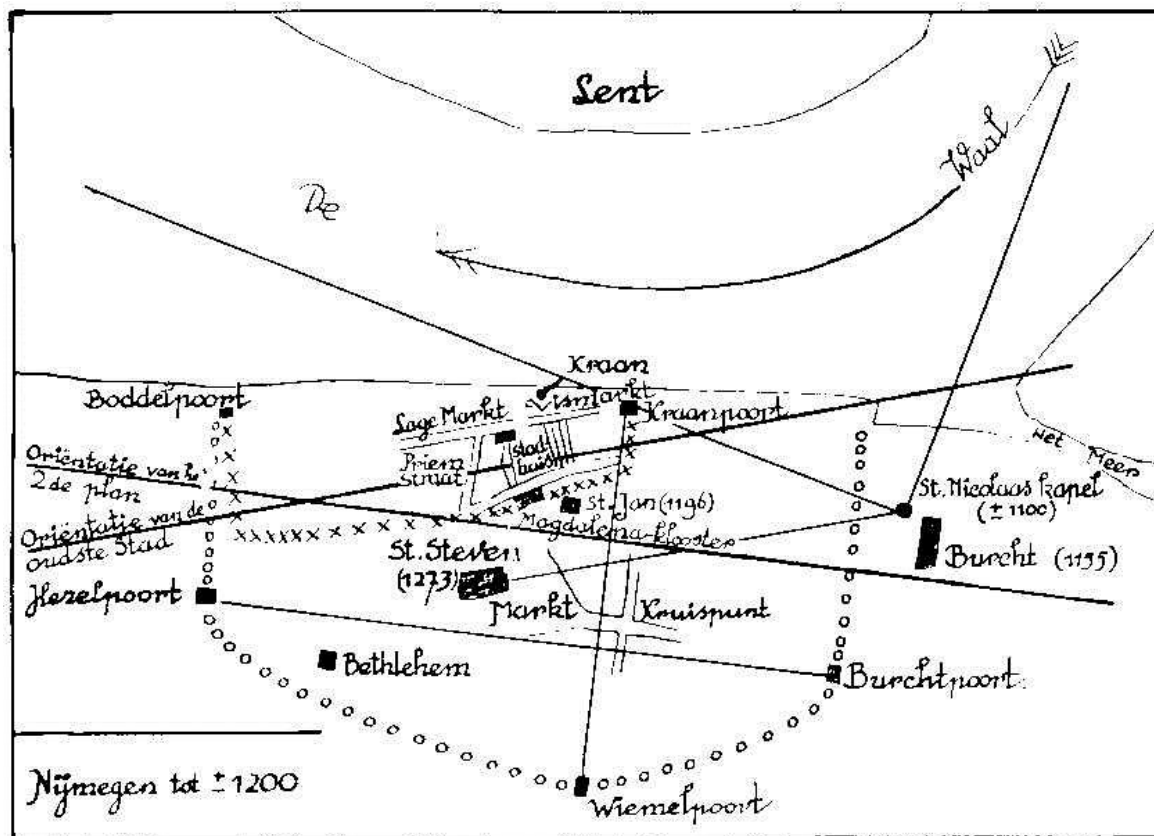 Lent
De
Waal
Kraan
Vismarkt
Boddelpoort
Lage Markt
Kraanpoort
Priem
straat
stad
huis
Het Meer
Oriëntatie van het
2de plan
St. Nicolaas kapel
(± 1100)
St. Jan (1196)
Oriëntatie van de
oudste Stad
Magdalenaklooster
St. Steven
(1273)
Burcht (1155)
Hezelpoort
Markt
Kruispunt
Bethlehem
Burchtpoort
Nijmegen tot ± 1200
Wiemelpoort